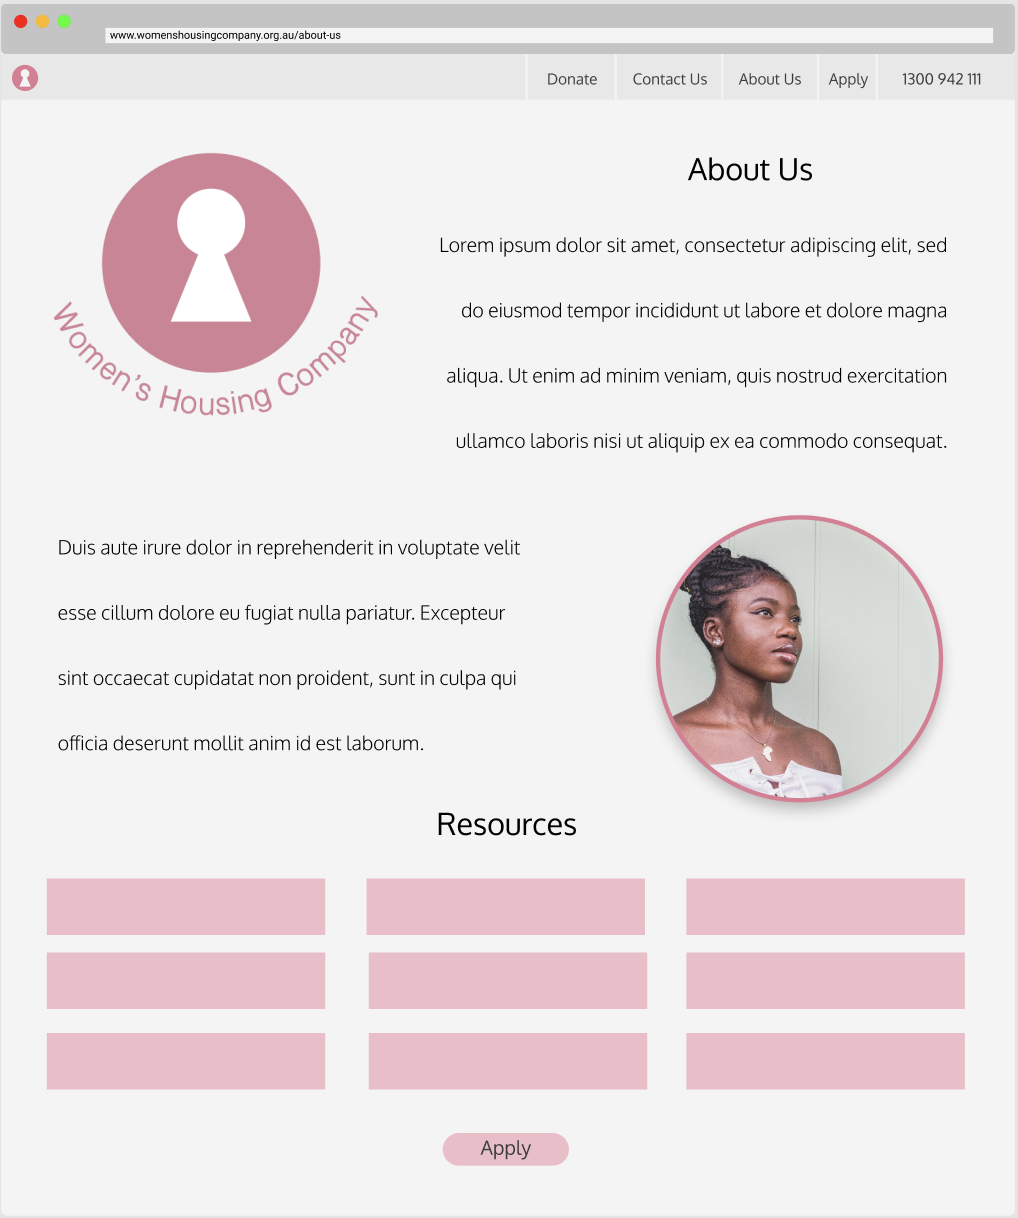 www.womenshousingcompany.org.au/about-us
Donate
Contact Us
About Us
Apply
1300 942 111
Women's Housing Company
About Us
Lorem ipsum dolor sit amet, consectetur adipiscing elit, sed
do eiusmod tempor incididunt ut labore et dolore magna
aliqua. Ut enim ad minim veniam, quis nostrud exercitation
ullamco laboris nisi ut aliquip ex ea commodo consequat.
Duis aute irure dolor in reprehenderit in voluptate velit
esse cillum dolore eu fugiat nulla pariatur. Excepteur
sint occaecat cupidatat non proident, sunt in culpa qui
officia deserunt mollit anim id est laborum.
Resources
Apply